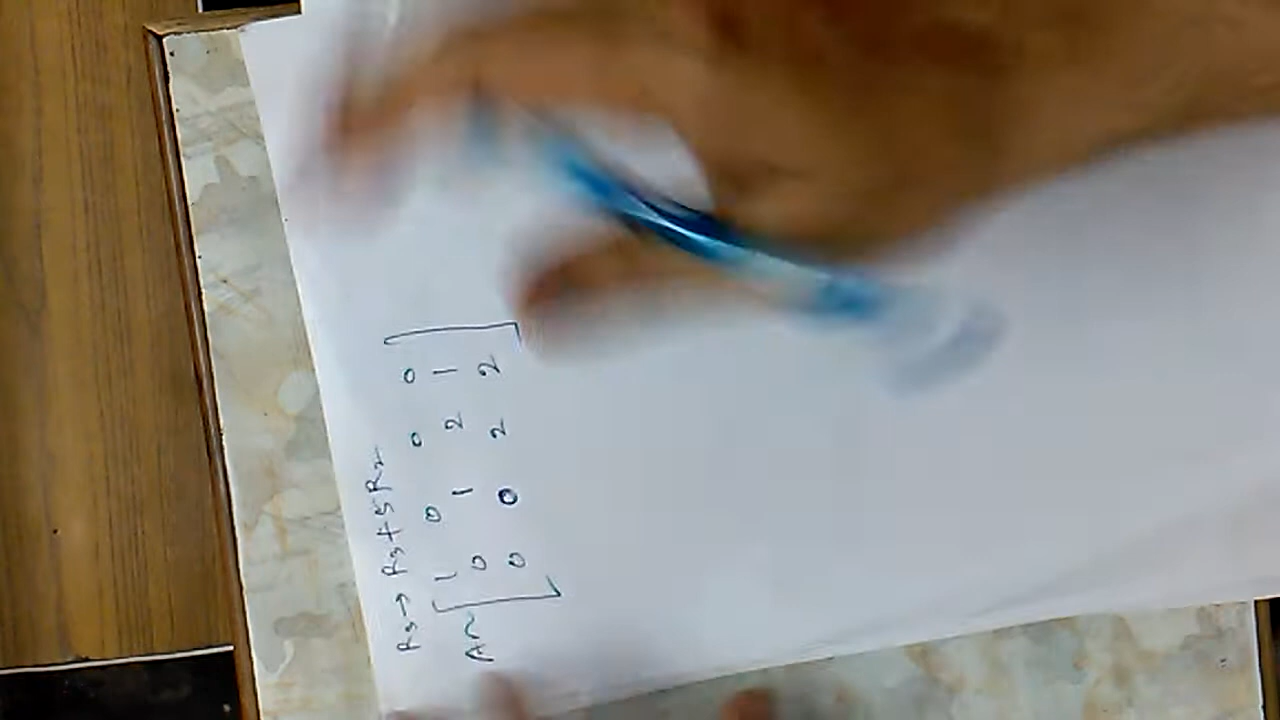 R3 → R3 + 5R2
A ~ [ 1 0 0 0
0 1 2 1
0 0 2 2 ]